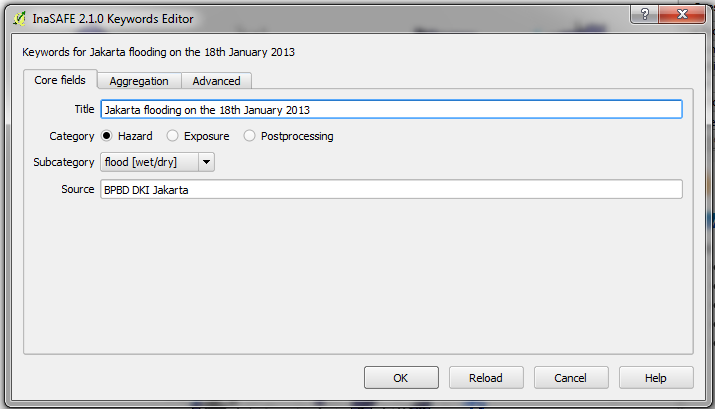 InaSAFE 2.1.0 Keywords Editor
Keywords for Jakarta flooding on the 18th January 2013
Core fields Aggregation Advanced
Title Jakarta flooding on the 18th January 2013
Category Hazard Exposure Postprocessing
Subcategory flood [wet/dry]
Source BPBD DKI Jakarta
OK Reload Cancel Help